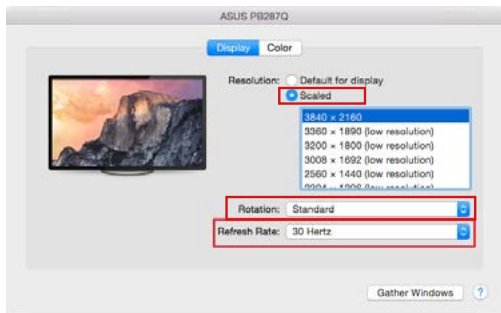 ASUS PB287Q
Display Color
Resolution: Default for display
Scaled
3840 × 2160
3360 × 1890 (low resolution)
3200 × 1800 (low resolution)
3008 × 1692 (low resolution)
2560 × 1440 (low resolution)
Rotation: Standard
Refresh Rate: 30 Hertz
Gather Windows ?